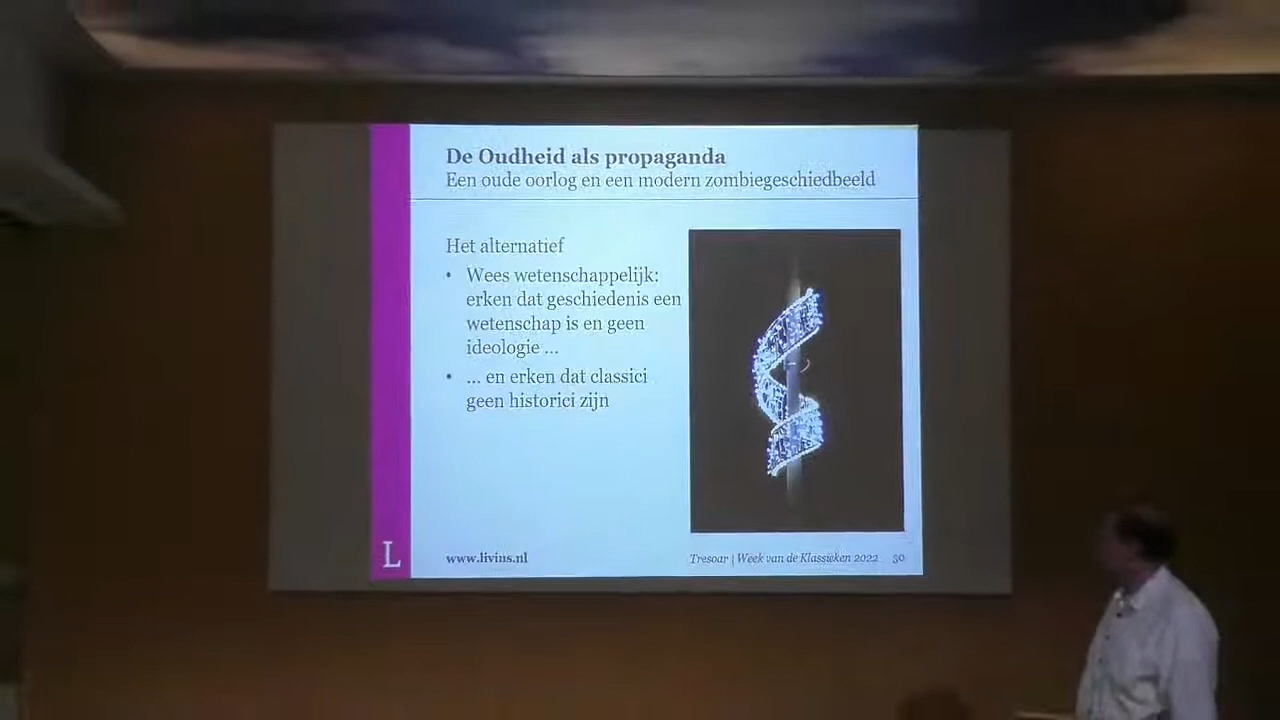 De Oudheid als propaganda
Een oude oorlog en een modern zombiegeschiedbeeld
Het alternatief
• Wees wetenschappelijk:
erken dat geschiedenis een
wetenschap is en geen
ideologie ...
• ... en erken dat classici
geen historici zijn
L
www.livius.nl
Tresoar | Week van de Klassieken 2022 30